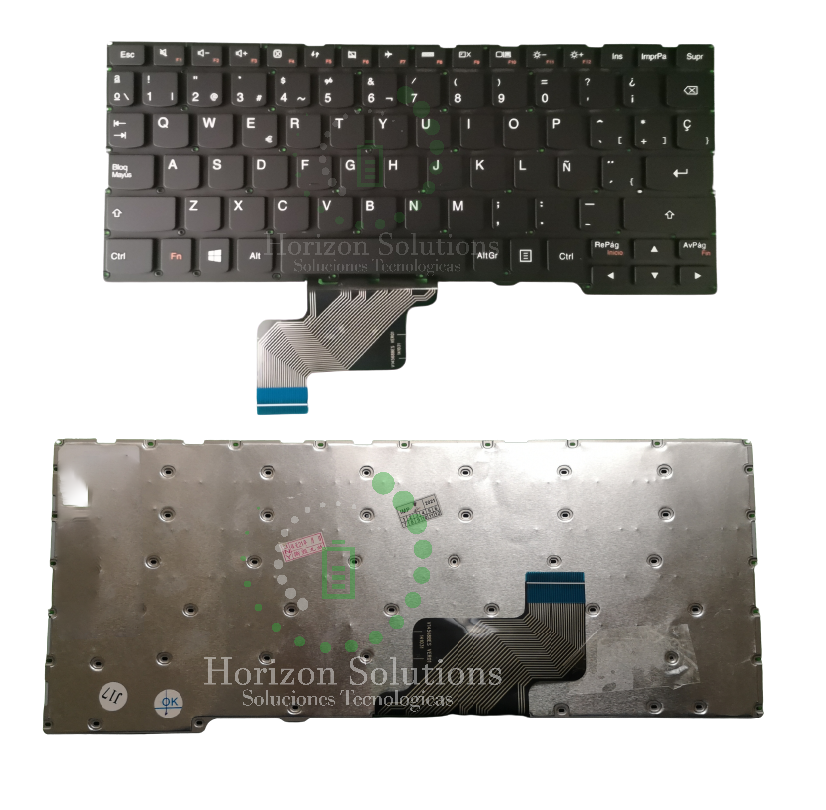 Esc F1 F2 F3 F4 F5 F6 F7 F8 F9 F10 F11 F12 Ins ImprPa Supr
ª ! " · $ % & / ( ) = ? ¿
º \ 1 | 2 @ 3 # 4 ~ 5 6 ¬ 7 8 9 0 ' ¡
Q W E € R T Y U I O P ^ ` [ * + ] Ç }
Bloq Mayús A S D F G H J K L Ñ ¨ ´ {
Z X C V B N M ; , : . _ -
Ctrl Fn Alt AltGr Ctrl RePág Inicio AvPág Fin
Horizon Solutions
Soluciones Tecnologicas
Horizon Solutions
Soluciones Tecnologicas
J17
OK